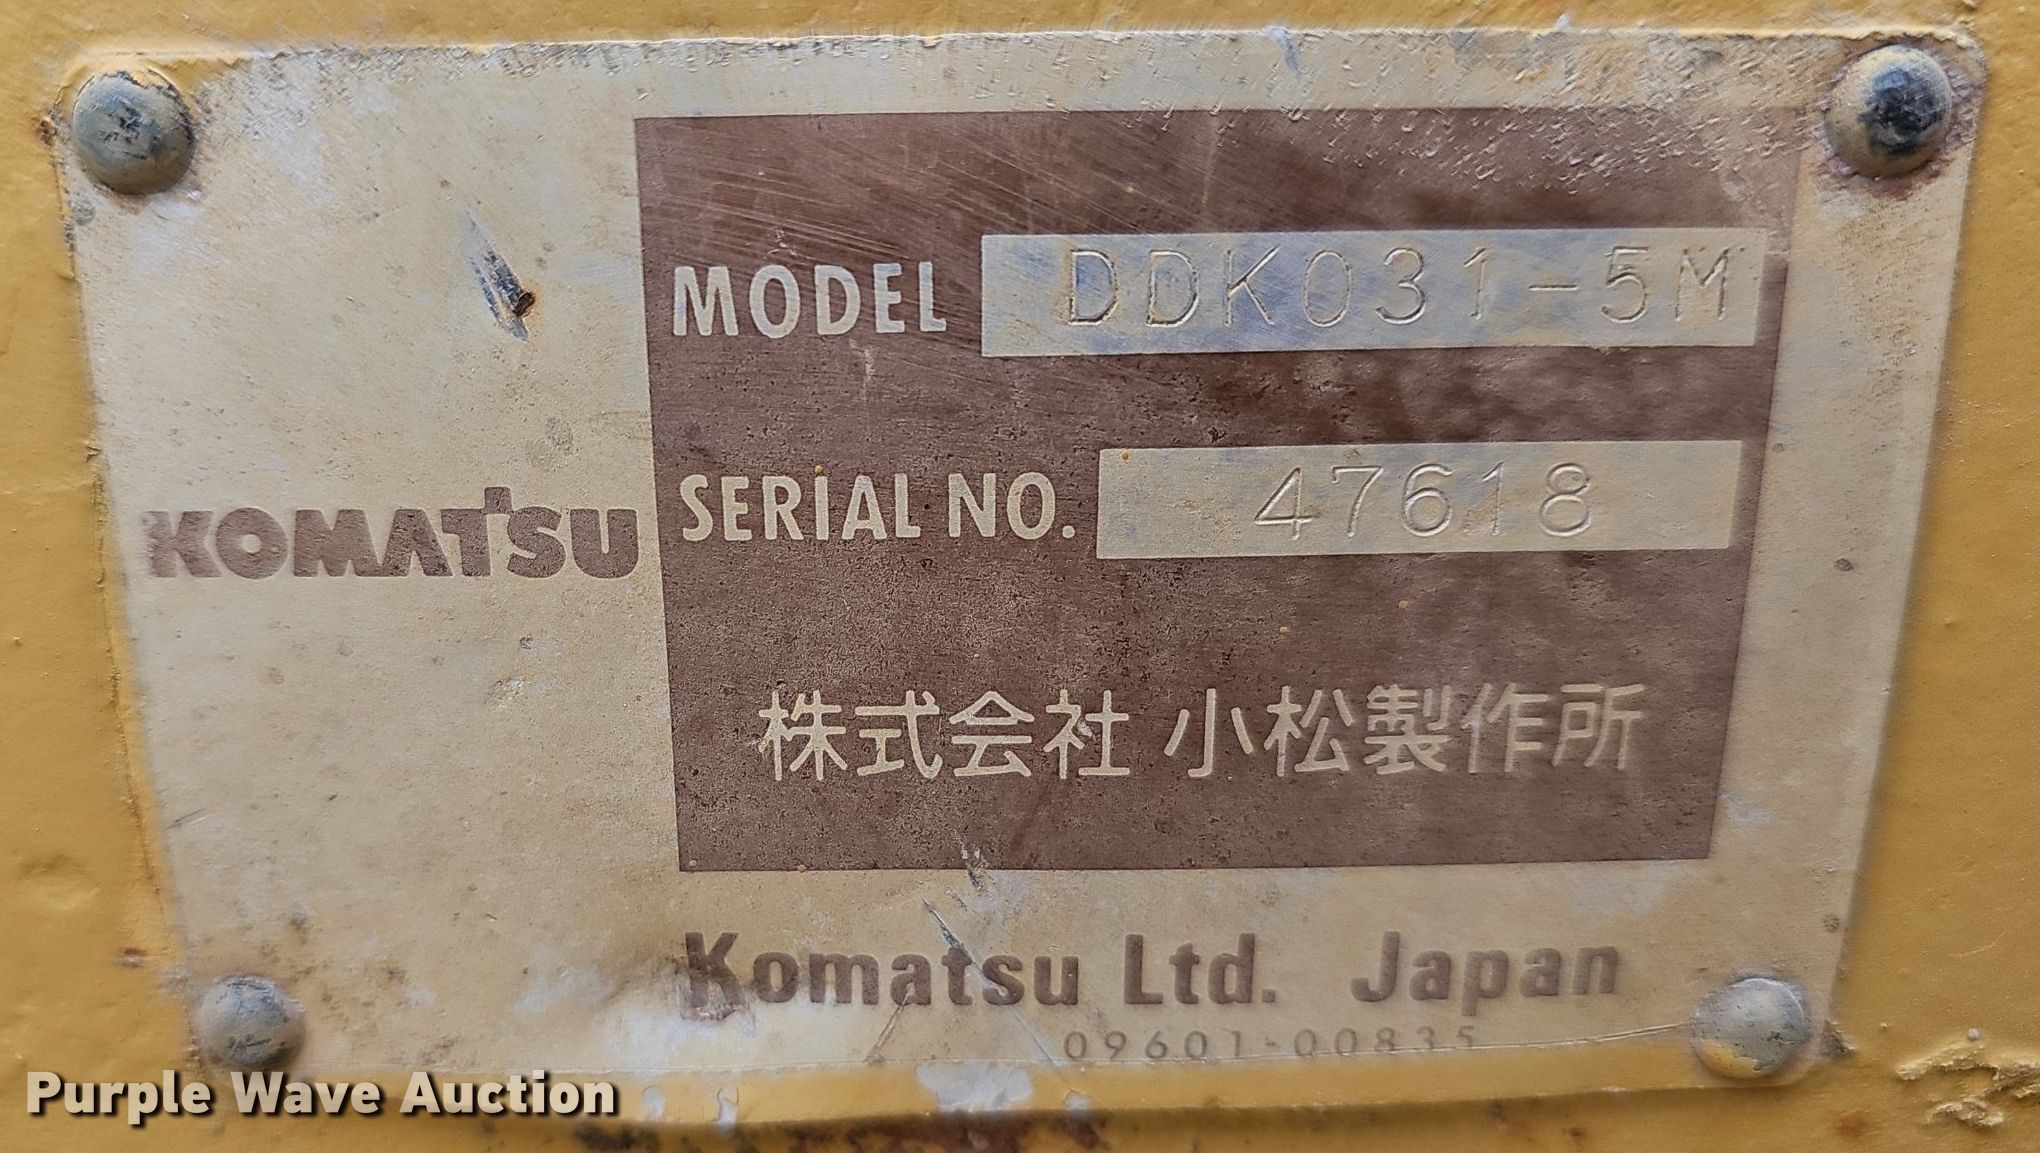 KOMATSU
MODEL DDK031-5M
SERIAL NO. 47618
株式会社 小松製作所
Komatsu Ltd. Japan
09601-00835
Purple Wave Auction